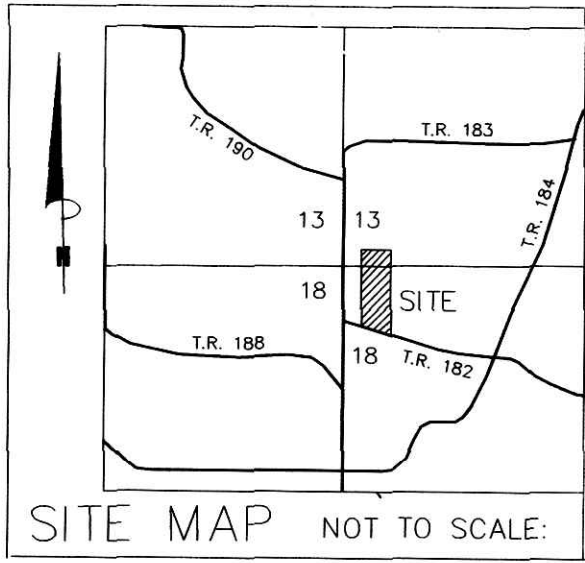 T.R. 190
T.R. 183
T.R. 184
13 13
18
SITE
T.R. 188
18
T.R. 182
N
SITE MAP NOT TO SCALE: